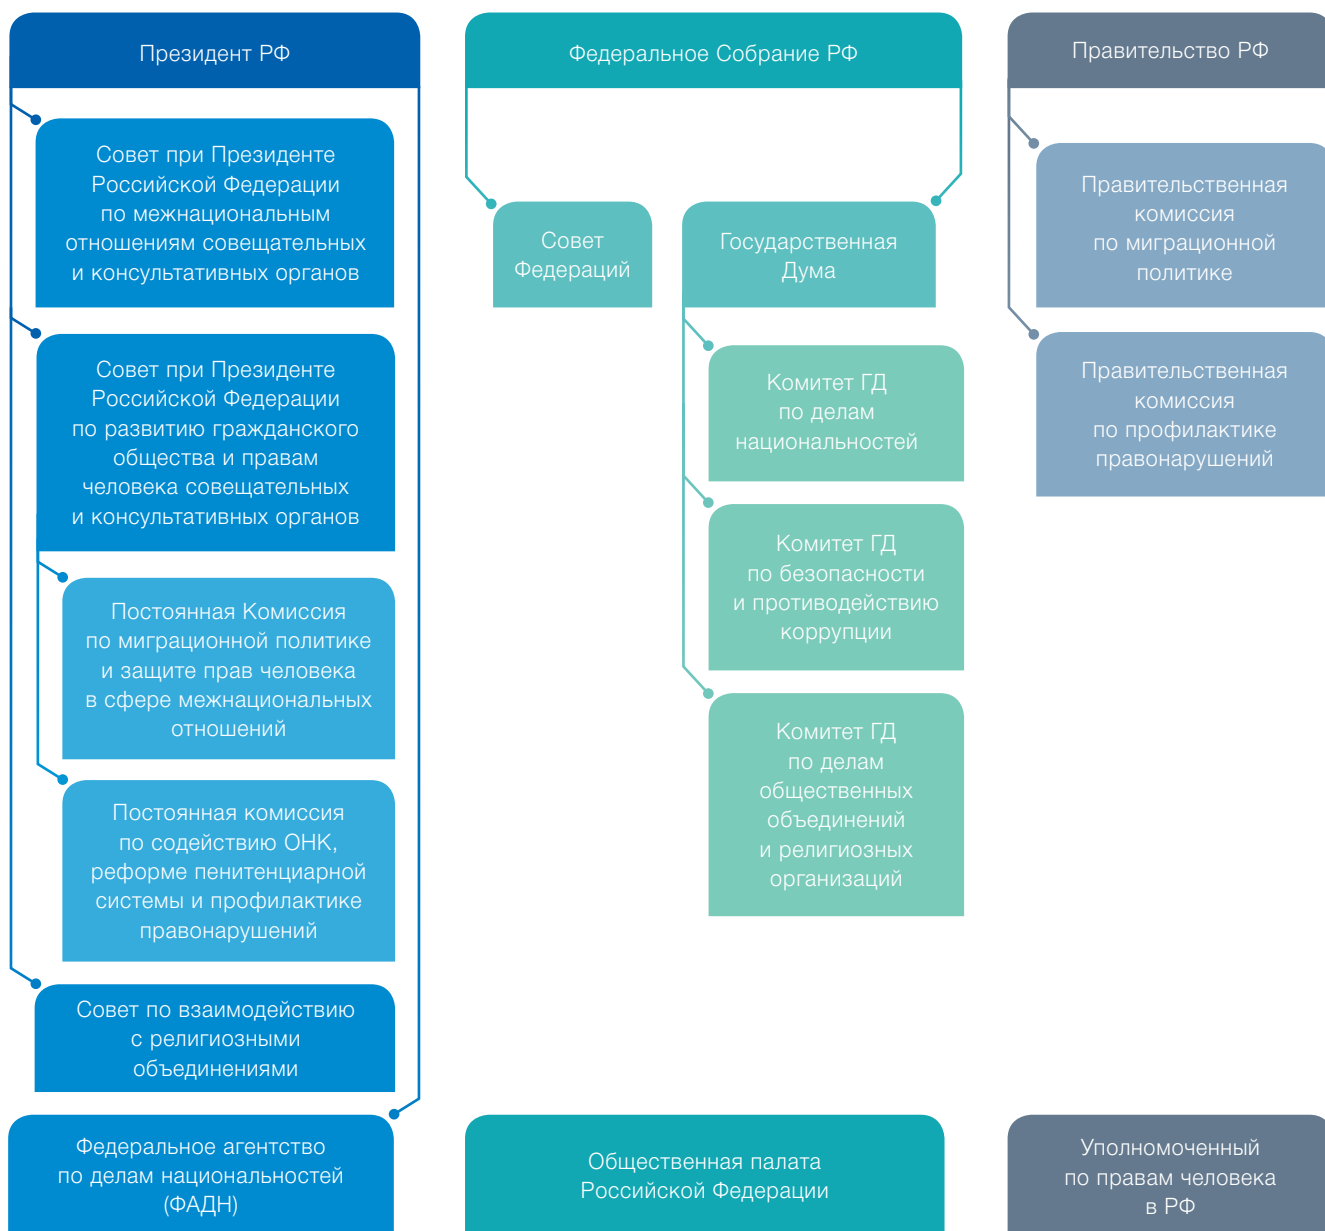 Президент РФ
Совет при Президенте
Российской Федерации
по межнациональным
отношениям совещательных
и консультативных органов
Совет при Президенте
Российской Федерации
по развитию гражданского
общества и правам
человека совещательных
и консультативных органов
Постоянная Комиссия
по миграционной политике
и защите прав человека
в сфере межнациональных
отношений
Постоянная комиссия
по содействию ОНК,
реформе пенитенциарной
системы и профилактике
правонарушений
Совет по взаимодействию
с религиозными
объединениями
Федеральное агентство
по делам национальностей
(ФАДН)
Федеральное Собрание РФ
Совет
Федераций
Государственная
Дума
Комитет ГД
по делам
национальностей
Комитет ГД
по безопасности
и противодействию
коррупции
Комитет ГД
по делам
общественных
объединений
и религиозных
организаций
Общественная палата
Российской Федерации
Правительство РФ
Правительственная
комиссия
по миграционной
политике
Правительственная
комиссия
по профилактике
правонарушений
Уполномоченный
по правам человека
в РФ